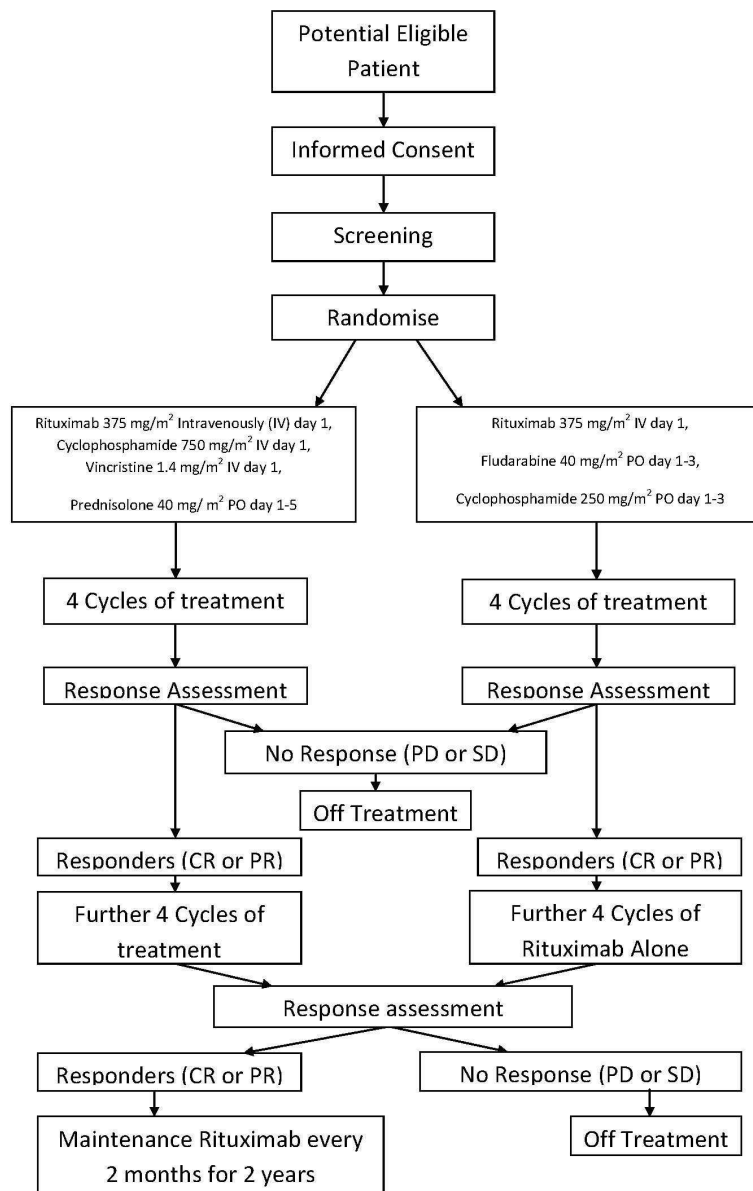 Potential Eligible
Patient
Informed Consent
Screening
Randomise
Rituximab 375 mg/m² Intravenously (IV) day 1,
Cyclophosphamide 750 mg/m² IV day 1,
Vincristine 1.4 mg/m² IV day 1,
Prednisolone 40 mg/ m² PO day 1-5
Rituximab 375 mg/m² IV day 1,
Fludarabine 40 mg/m² PO day 1-3,
Cyclophosphamide 250 mg/m² PO day 1-3
4 Cycles of treatment
4 Cycles of treatment
Response Assessment
Response Assessment
No Response (PD or SD)
Off Treatment
Responders (CR or PR)
Responders (CR or PR)
Further 4 Cycles of
treatment
Further 4 Cycles of
Rituximab Alone
Response assessment
Responders (CR or PR)
No Response (PD or SD)
Maintenance Rituximab every
2 months for 2 years
Off Treatment